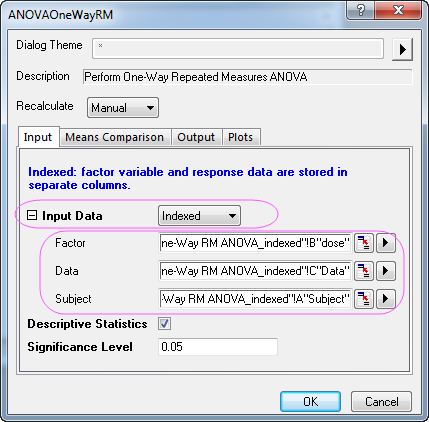 ANOVAOneWayRM
Dialog Theme *
Description Perform One-Way Repeated Measures ANOVA
Recalculate Manual
Input Means Comparison Output Plots
Indexed: factor variable and response data are stored in
separate columns.
Input Data Indexed
Factor ne-Way RM ANOVA_indexed"!B"dose"
Data ne-Way RM ANOVA_indexed"!C"Data"
Subject -Way RM ANOVA_indexed"!A"Subject"
Descriptive Statistics
Significance Level 0.05
OK Cancel